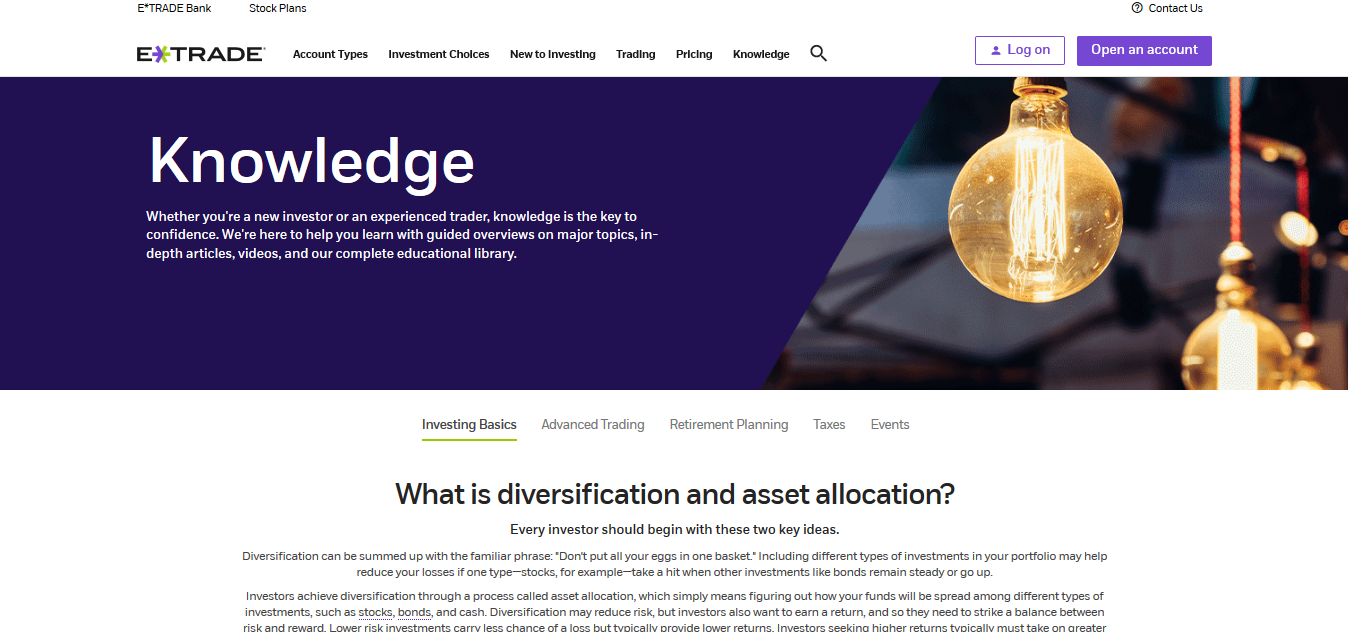 E*TRADE Bank
Stock Plans
Contact Us
E*TRADE
Account Types
Investment Choices
New to Investing
Trading
Pricing
Knowledge
Log on
Open an account
Knowledge
Whether you're a new investor or an experienced trader, knowledge is the key to
confidence. We're here to help you learn with guided overviews on major topics, in-
depth articles, videos, and our complete educational library.
Investing Basics
Advanced Trading
Retirement Planning
Taxes
Events
What is diversification and asset allocation?
Every investor should begin with these two key ideas.
Diversification can be summed up with the familiar phrase: "Don't put all your eggs in one basket." Including different types of investments in your portfolio may help
reduce your losses if one type—stocks, for example—take a hit when other investments like bonds remain steady or go up.
Investors achieve diversification through a process called asset allocation, which simply means figuring out how your funds will be spread among different types of
investments, such as stocks, bonds, and cash. Diversification may reduce risk, but investors also want to earn a return, and so they need to strike a balance between
risk and reward. Lower risk investments carry less chance of a loss but typically provide lower returns. Investors seeking higher returns typically must take on greater